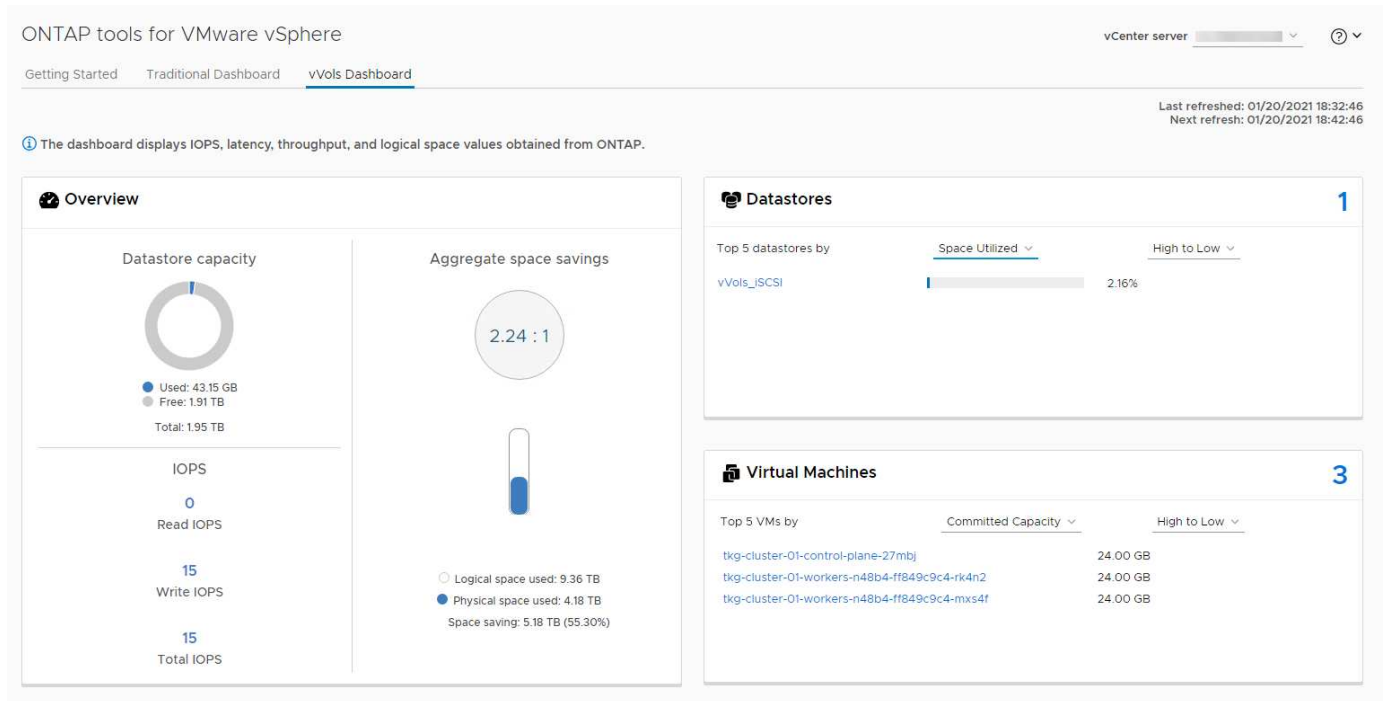 ONTAP tools for VMware vSphere
vCenter server
Getting Started Traditional Dashboard vVols Dashboard
Last refreshed: 01/20/2021 18:32:46
Next refresh: 01/20/2021 18:42:46
The dashboard displays IOPS, latency, throughput, and logical space values obtained from ONTAP.
Overview
Datastore capacity
Used: 43.15 GB
Free: 1.91 TB
Total: 1.95 TB
IOPS
0
Read IOPS
15
Write IOPS
15
Total IOPS
Aggregate space savings
2.24 : 1
Logical space used: 9.36 TB
Physical space used: 4.18 TB
Space saving: 5.18 TB (55.30%)
Datastores 1
Top 5 datastores by Space Utilized High to Low
vVols_iSCSI 2.16%
Virtual Machines 3
Top 5 VMs by Committed Capacity High to Low
tkg-cluster-01-control-plane-27mbj 24.00 GB
tkg-cluster-01-workers-n48b4-ff849c9c4-rk4n2 24.00 GB
tkg-cluster-01-workers-n48b4-ff849c9c4-mxs4f 24.00 GB